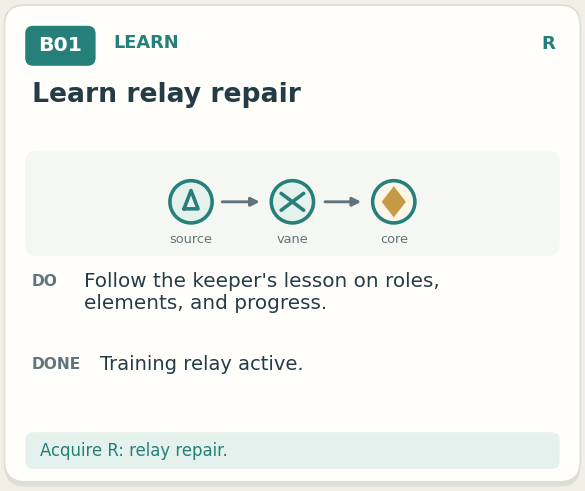 B01 LEARN R
Learn relay repair
source vane core
DO Follow the keeper's lesson on roles,
elements, and progress.
DONE Training relay active.
Acquire R: relay repair.